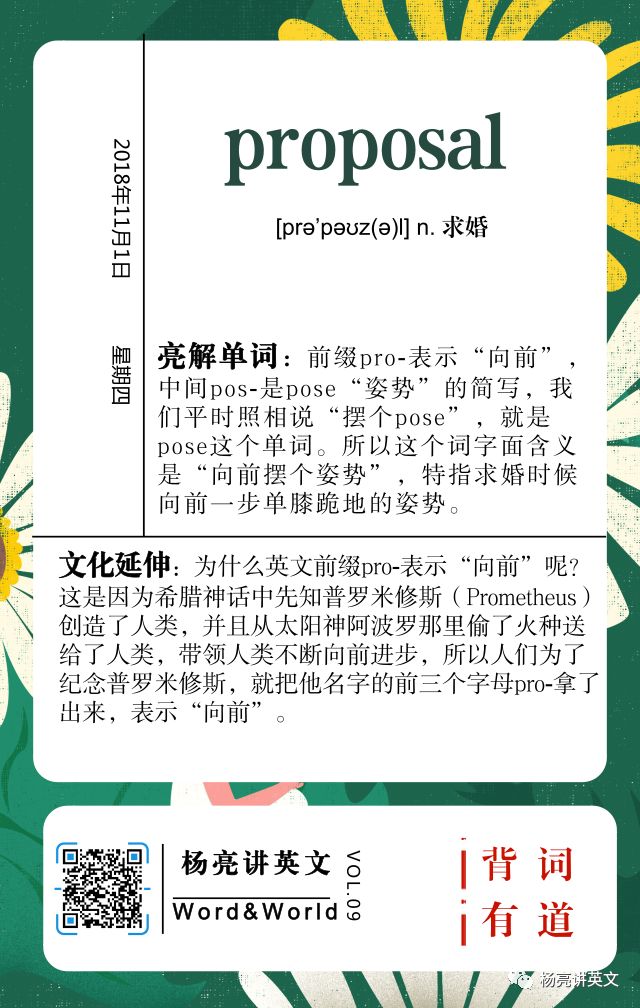 proposal
[prə'pəʊz(ə)l] n. 求婚
2018年11月1日
星期四
亮解单词：前缀pro-表示“向前”，
中间pos-是pose“姿势”的简写，我
们平时照相说“摆个pose”，就是
pose这个单词。所以这个词字面含义
是“向前摆个姿势”，特指求婚时候
向前一步单膝跪地的姿势。
文化延伸：为什么英文前缀pro-表示“向前”呢？
这是因为希腊神话中先知普罗米修斯（Prometheus）
创造了人类，并且从太阳神阿波罗那里偷了火种送
给了人类，带领人类不断向前进步，所以人们为了
纪念普罗米修斯，就把他名字的前三个字母pro-拿了
出来，表示“向前”。
杨亮讲英文
Word&World
VOL.09
背词
有道
杨亮讲英文